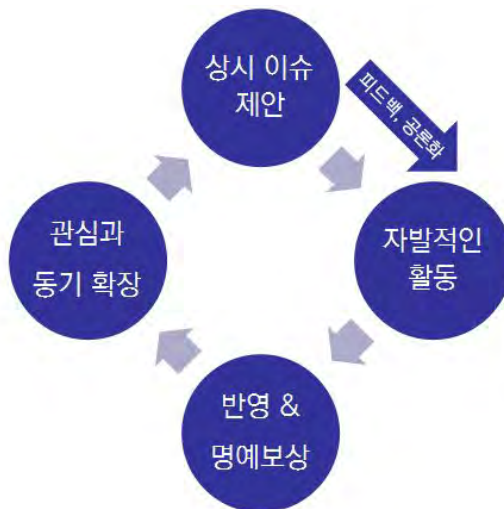 상시 이슈
제안
피드백, 공론화
자발적인
활동
반영 &
명예보상
관심과
동기 확장